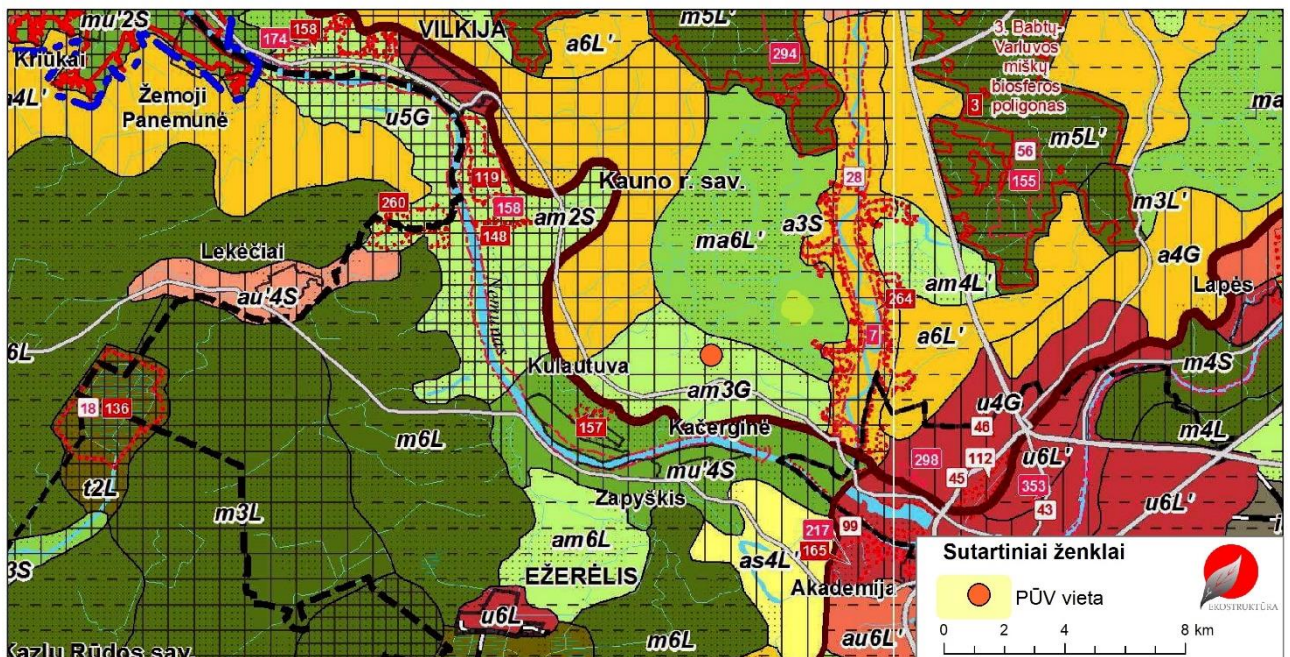 mu'2S
174
158
VILKIJA
a6L'
m5L'
294
3. Babtų-
Varluvos
miškų
biosferos
poligonas
Kriūkai
a4L'
Žemoji
Panemunė
u5G
3
m5L'
ma
56
119
28
155
158
Kauno r. sav.
m3L'
260
am2S
148
a3S
Lekėčiai
ma6L'
am4L'
a4G
Lapės
au'4S
Nemunas
264
6L
7
a6L'
Kulautuva
m4S
18
136
am3G
u4G
m6L
157
Kačerginė
46
m4L
298
112
u6L'
mu'4S
45
353
t2L
Zapyškis
43
u6L'
m3L
217
99
am6L
as4L'
165
3S
EŽERĖLIS
Akademija
u6L
m6L
au6L'
Kazlų Rūdos sav.
Sutartiniai ženklai
PŪV vieta
EKOSTRUKTŪRA
0 2 4 8 km